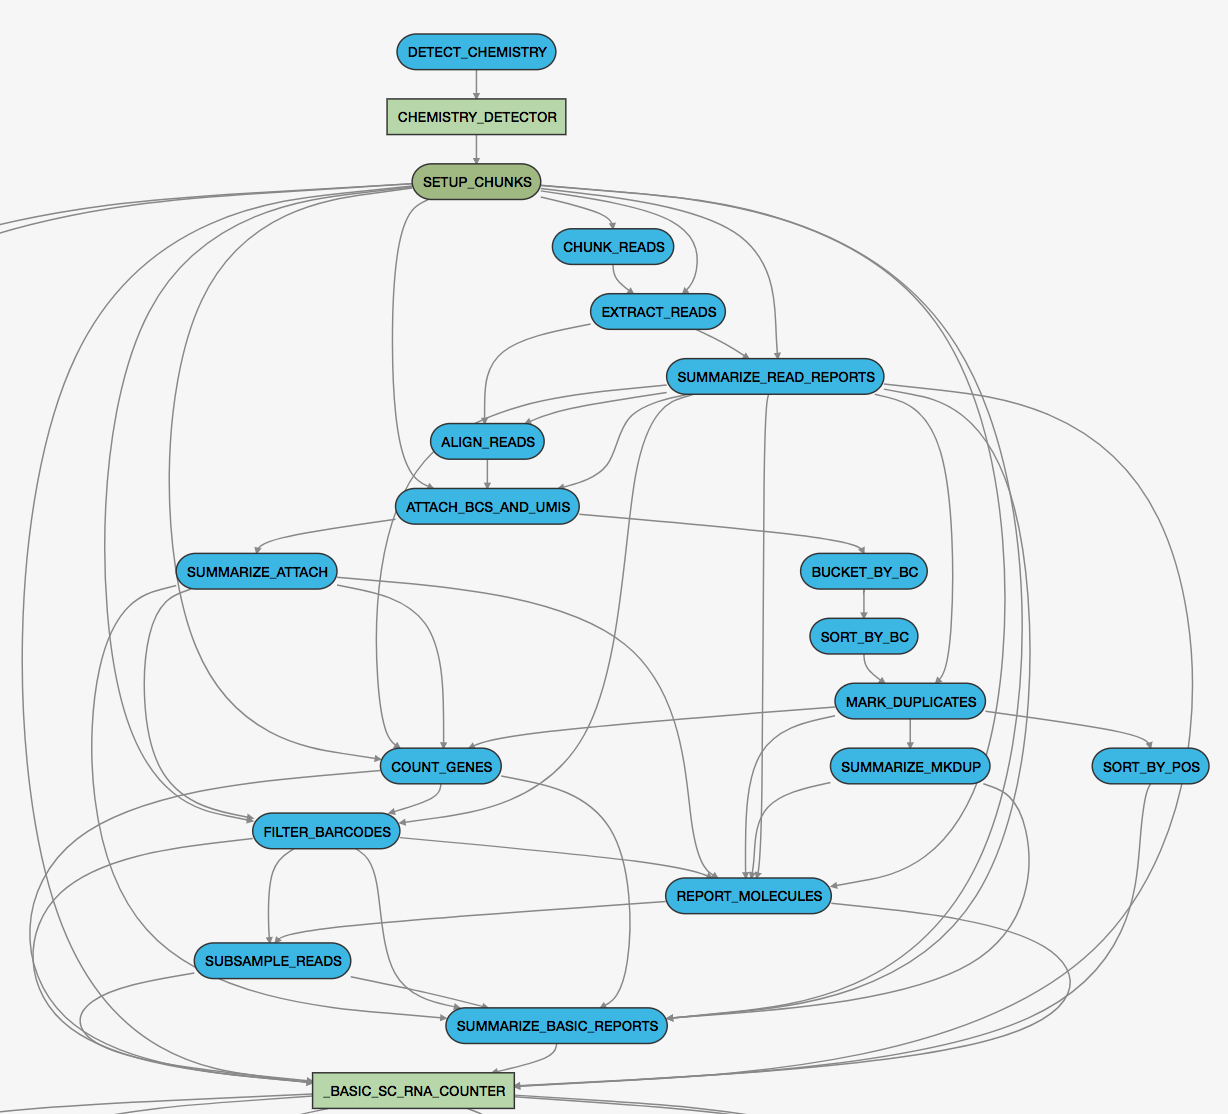 DETECT_CHEMISTRY
CHEMISTRY_DETECTOR
SETUP_CHUNKS
CHUNK_READS
EXTRACT_READS
SUMMARIZE_READ_REPORTS
ALIGN_READS
ATTACH_BCS_AND_UMIS
SUMMARIZE_ATTACH
BUCKET_BY_BC
SORT_BY_BC
MARK_DUPLICATES
COUNT_GENES
SUMMARIZE_MKDUP
SORT_BY_POS
FILTER_BARCODES
REPORT_MOLECULES
SUBSAMPLE_READS
SUMMARIZE_BASIC_REPORTS
_BASIC_SC_RNA_COUNTER